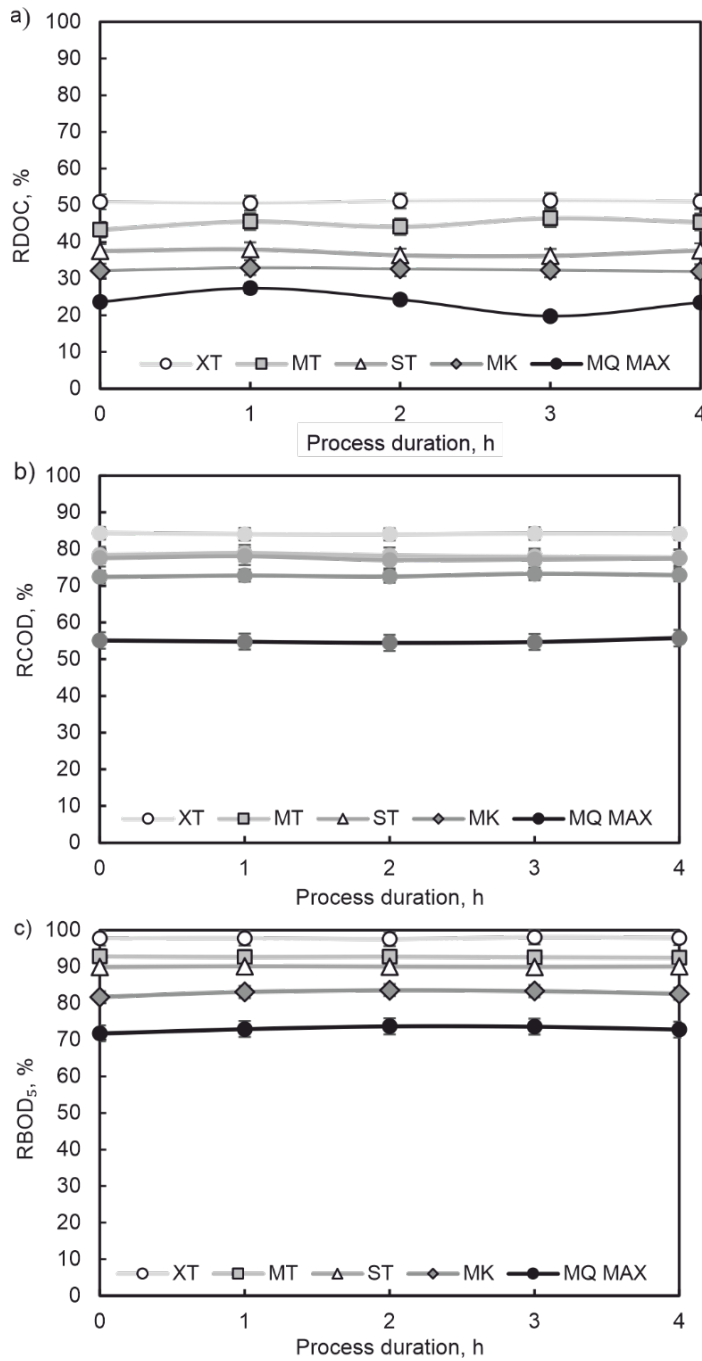 a)
RDOC, %
100
90
80
70
60
50
40
30
20
10
0
XT MT ST MK MQ MAX
0 1 2 3 4
Process duration, h
b)
RCOD, %
100
90
80
70
60
50
40
30
20
10
0
XT MT ST MK MQ MAX
0 1 2 3 4
Process duration, h
c)
RBOD₅, %
100
90
80
70
60
50
40
30
20
10
0
XT MT ST MK MQ MAX
0 1 2 3 4
Process duration, h